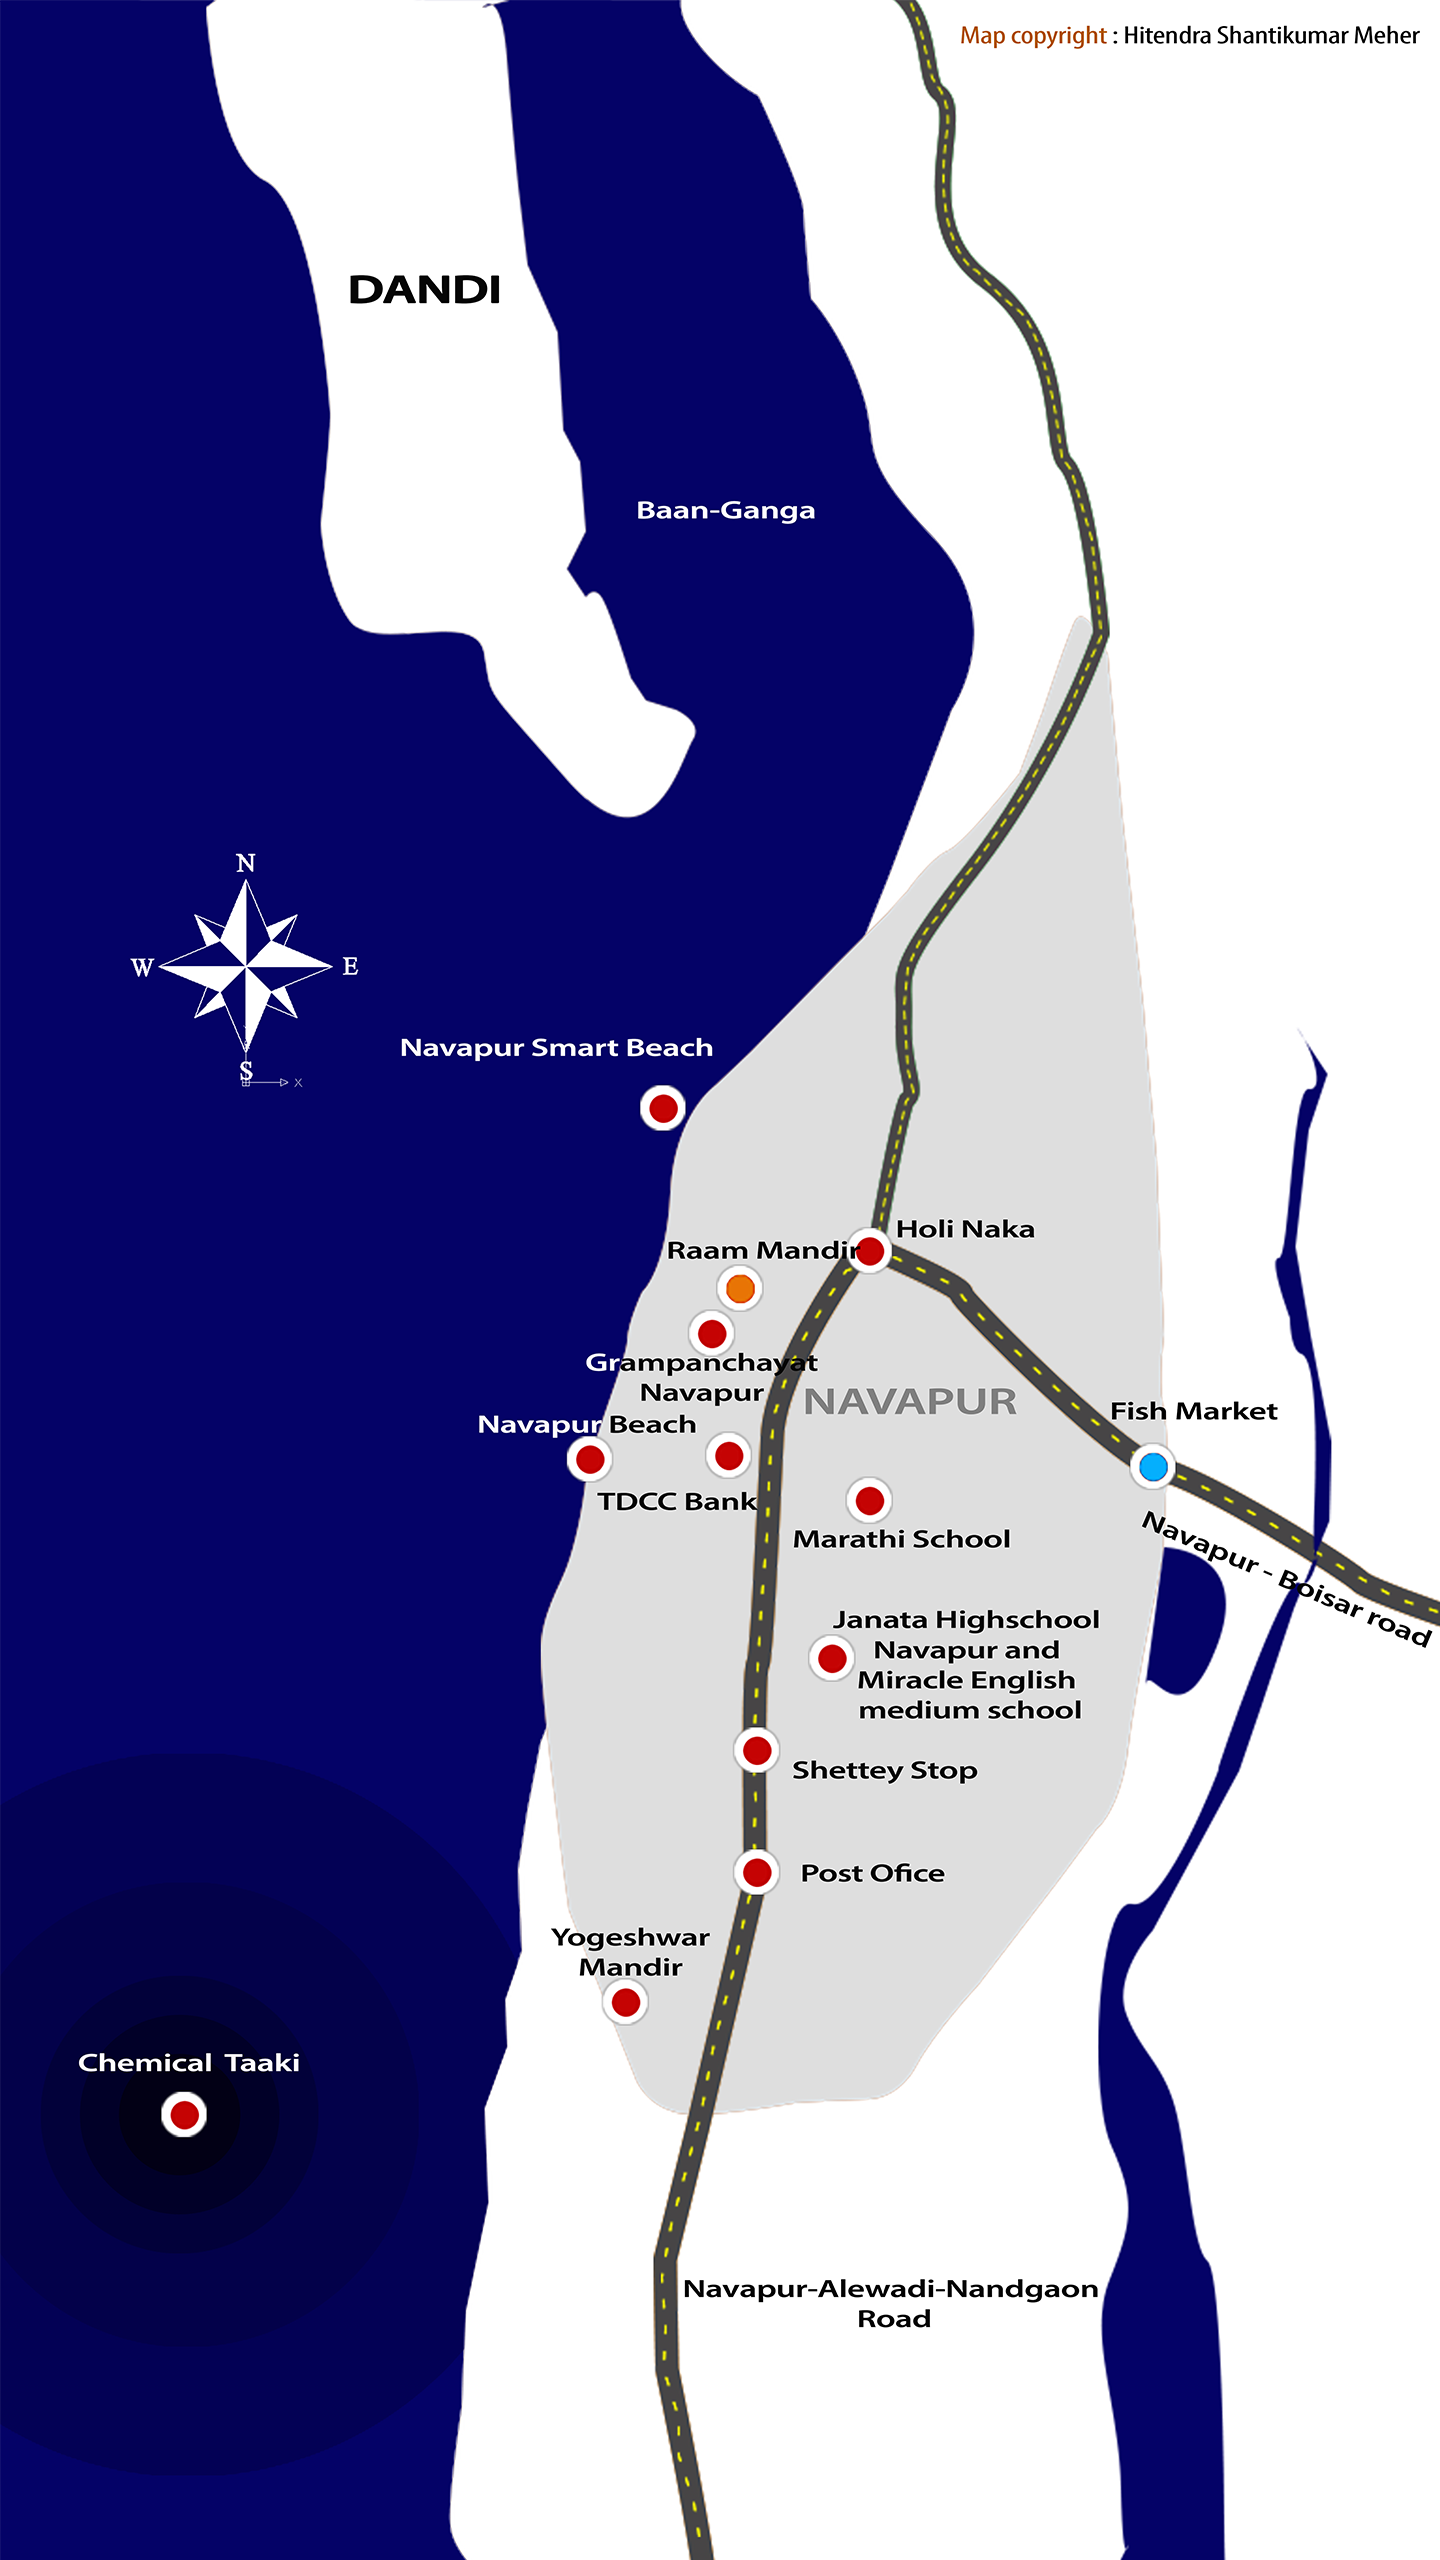 Map copyright : Hitendra Shantikumar Meher
DANDI
Baan-Ganga
N
W
E
S
X
Navapur Smart Beach
Holi Naka
Raam Mandir
Grampanchayat
Navapur
NAVAPUR
Fish Market
Navapur Beach
TDCC Bank
Marathi School
Navapur - Boisar road
Janata Highschool
Navapur and
Miracle English
medium school
Shettey Stop
Post Ofice
Yogeshwar
Mandir
Chemical Taaki
Navapur-Alewadi-Nandgaon
Road